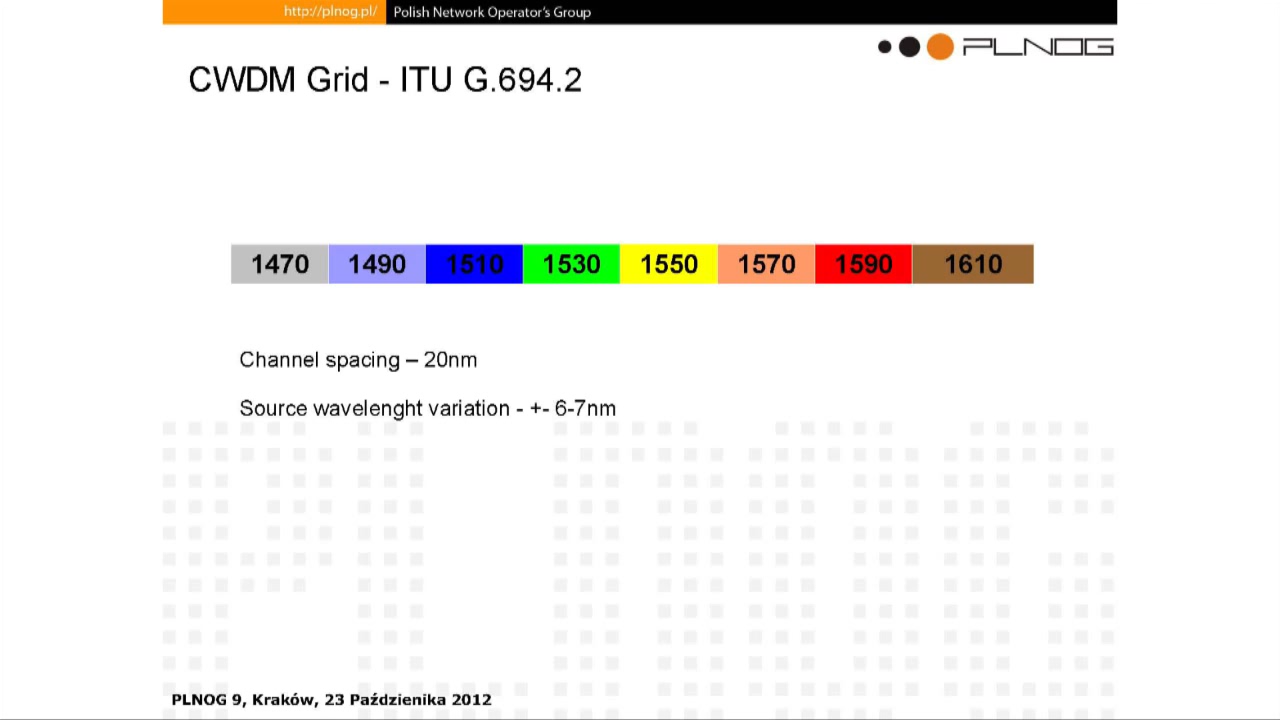 http://plnog.pl/ Polish Network Operator's Group
PLNOG
CWDM Grid - ITU G.694.2
1470 1490 1510 1530 1550 1570 1590 1610
Channel spacing – 20nm
Source wavelenght variation - +- 6-7nm
PLNOG 9, Kraków, 23 Paździenika 2012